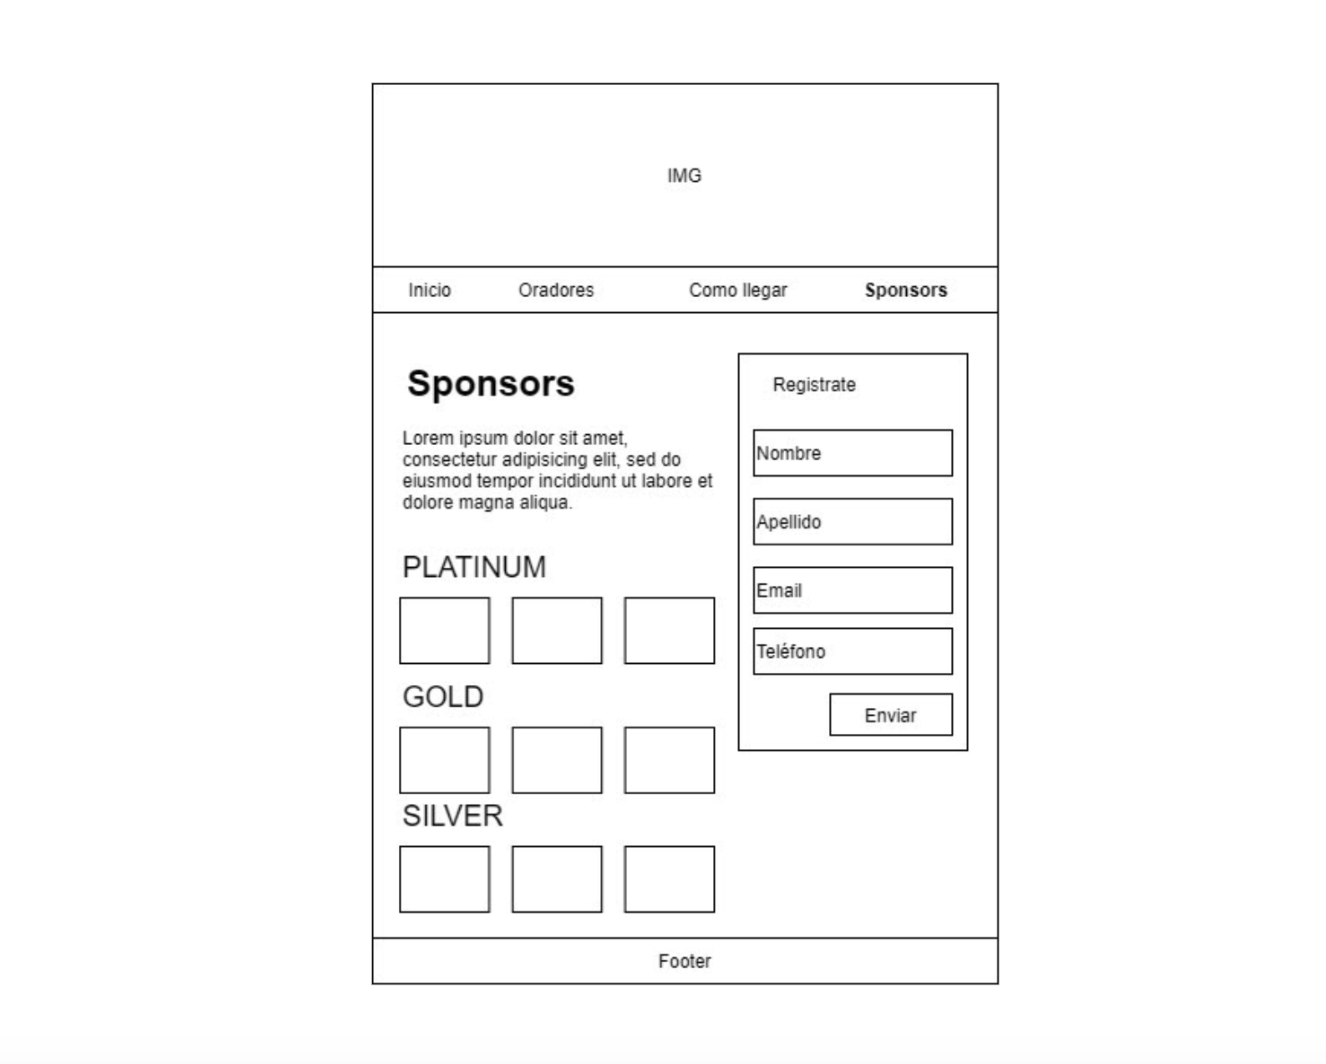 IMG
Inicio
Oradores
Como llegar
Sponsors
Sponsors
Lorem ipsum dolor sit amet,
consectetur adipisicing elit, sed do
eiusmod tempor incididunt ut labore et
dolore magna aliqua.
PLATINUM
GOLD
SILVER
Registrate
Nombre
Apellido
Email
Teléfono
Enviar
Footer